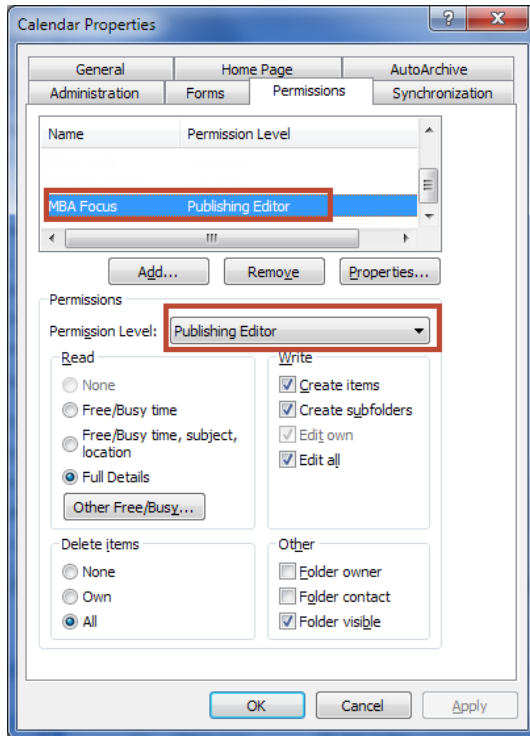 Calendar Properties
General Home Page AutoArchive
Administration Forms Permissions Synchronization
Name Permission Level
MBA Focus Publishing Editor
Add... Remove Properties...
Permissions
Permission Level: Publishing Editor
Read
None
Free/Busy time
Free/Busy time, subject,
location
Full Details
Other Free/Busy...
Write
Create items
Create subfolders
Edit own
Edit all
Delete items
None
Own
All
Other
Folder owner
Folder contact
Folder visible
OK Cancel Apply